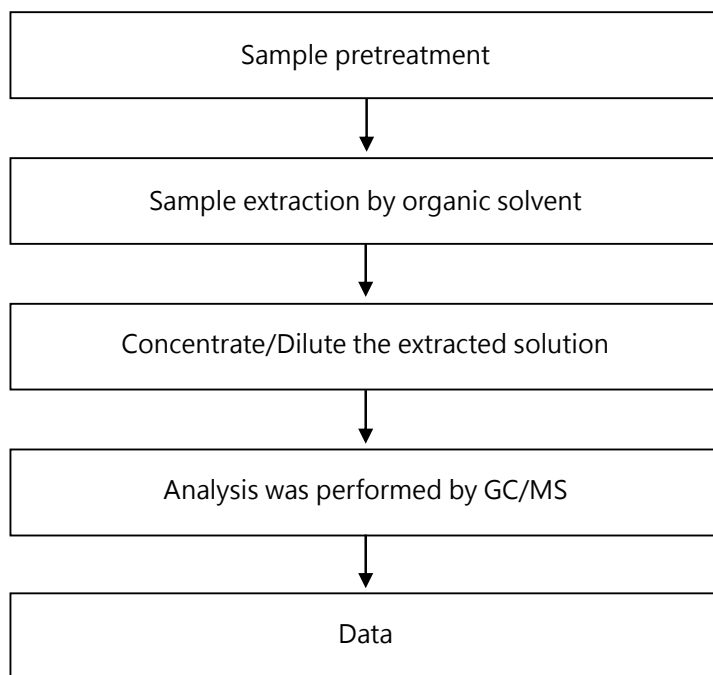 Sample pretreatment
Sample extraction by organic solvent
Concentrate/Dilute the extracted solution
Analysis was performed by GC/MS
Data